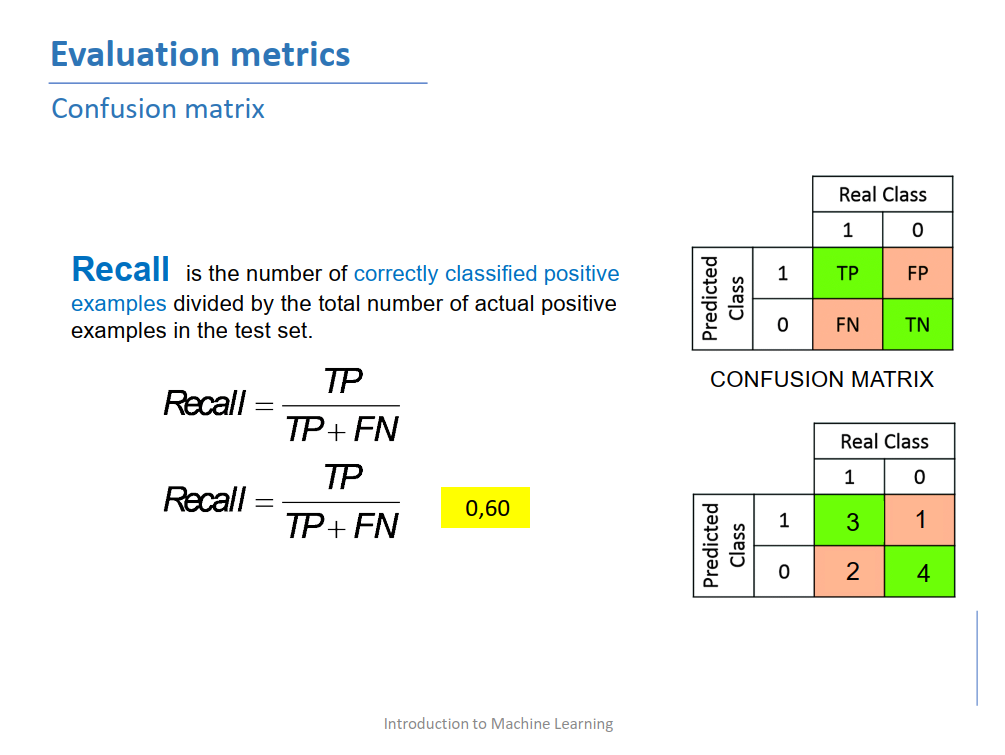 Evaluation metrics
Confusion matrix
Recall is the number of correctly classified positive
examples divided by the total number of actual positive
examples in the test set.
Recall = TP
TP + FN
Recall = TP
TP + FN
0,60
Real Class
1 0
Predicted
Class
1 TP FP
0 FN TN
CONFUSION MATRIX
Real Class
1 0
Predicted
Class
1 3 1
0 2 4
Introduction to Machine Learning